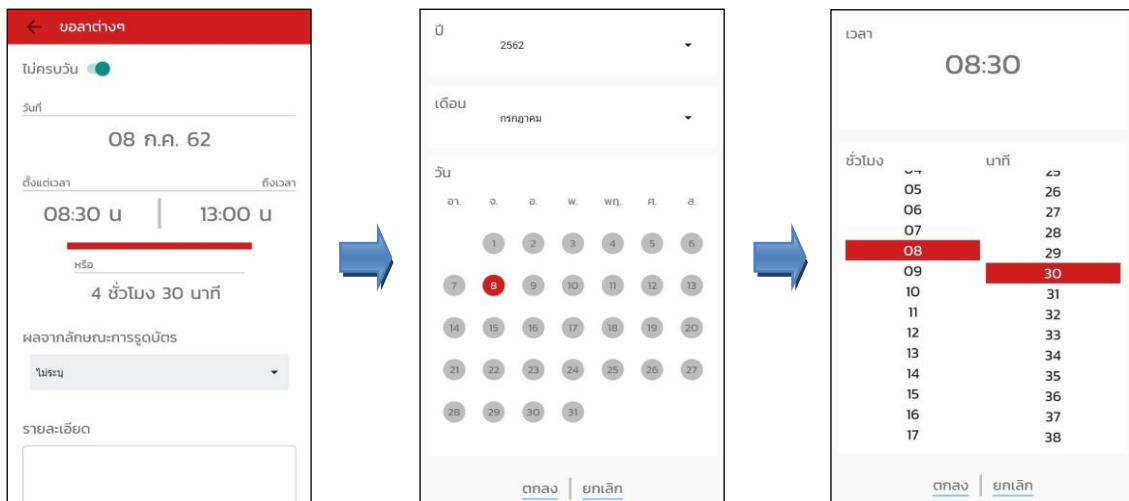 ขอลาต่างๆ
ไม่ครบวัน
วันที่
08 ก.ค. 62
ตั้งแต่เวลา ถึงเวลา
08:30 น 13:00 น
หรือ
4 ชั่วโมง 30 นาที
ผลจากลักษณะการรูดบัตร
ไม่ระบุ
รายละเอียด
ปี
2562
เดือน
กรกฎาคม
วัน
อา. จ. อ. พ. พฤ. ศ. ส.
1 2 3 4 5 6
7 8 9 10 11 12 13
14 15 16 17 18 19 20
21 22 23 24 25 26 27
28 29 30 31
ตกลง ยกเลิก
เวลา
08:30
ชั่วโมง นาที
04 25
05 26
06 27
07 28
08 29
09 30
10 31
11 32
12 33
13 34
14 35
15 36
16 37
17 38
ตกลง ยกเลิก